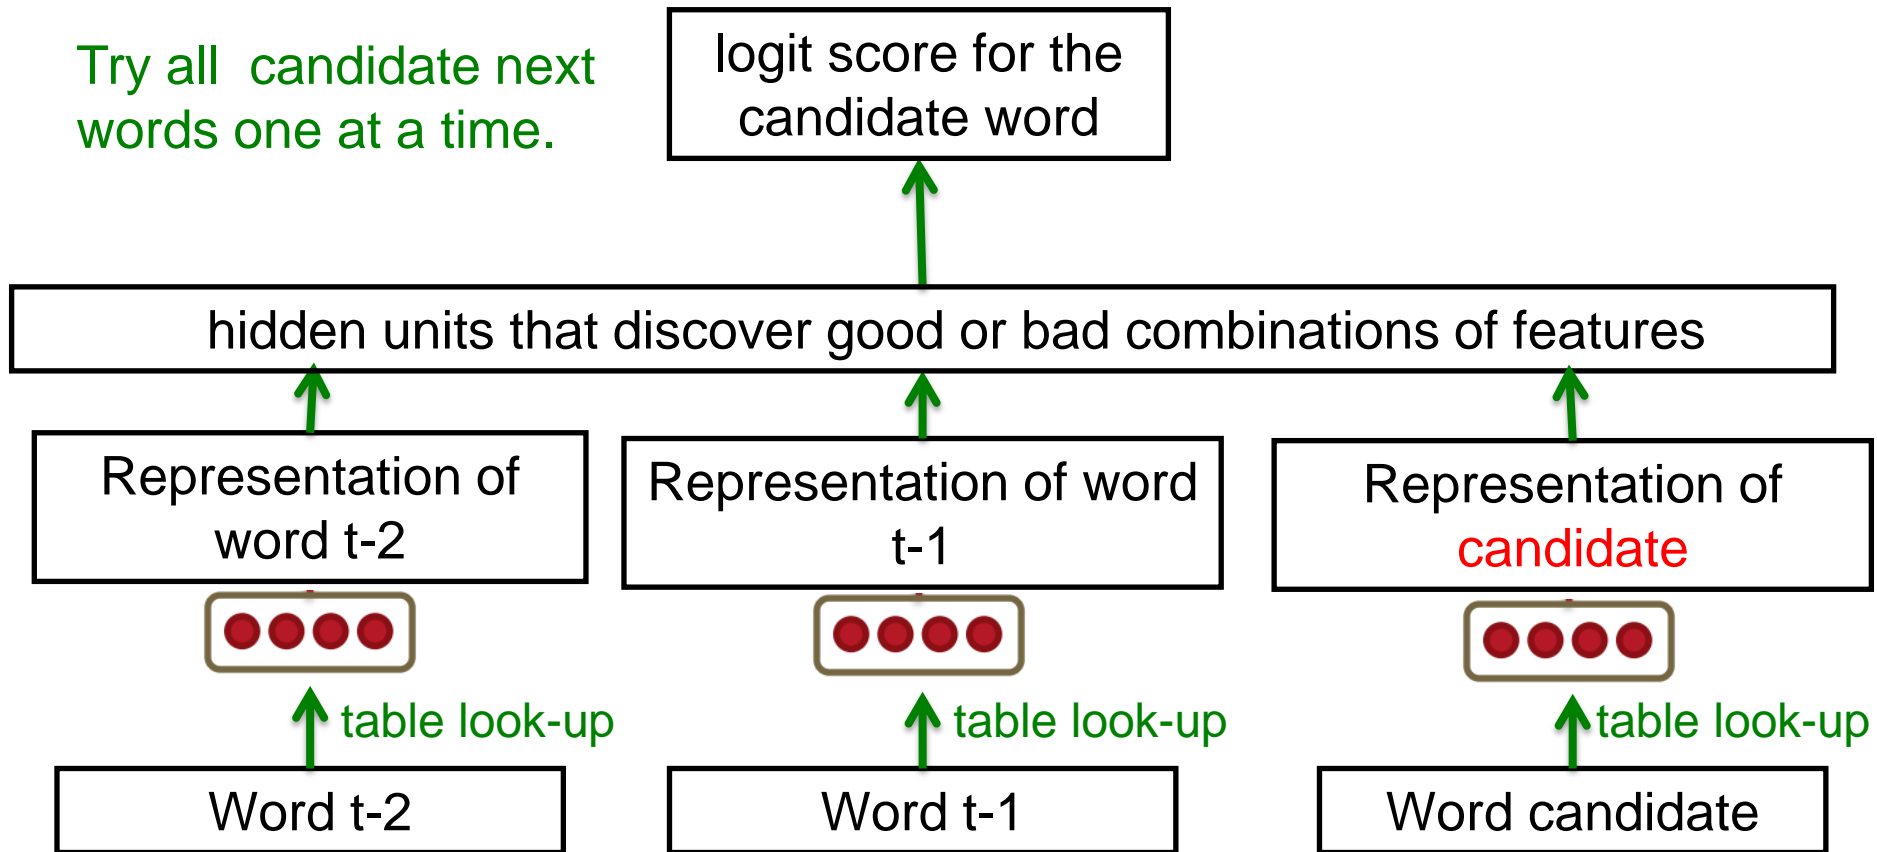 Try all  candidate next
words one at a time.
logit score for the
candidate word
hidden units that discover good or bad combinations of features
Representation of
word t-2
Representation of word
t-1
Representation of
candidate
table look-up
table look-up
table look-up
Word t-2
Word t-1
Word candidate